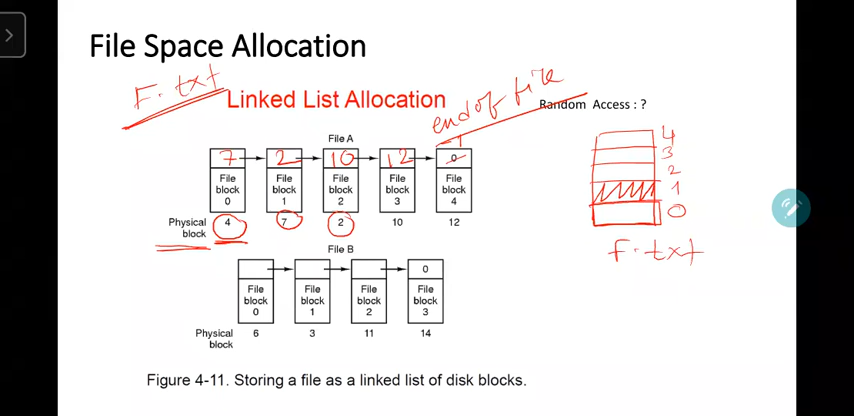 File Space Allocation
F.txt
Linked List Allocation
end of file
Random Access : ?
File A
7 2 10 12 -1 0
File File File File File
block block block block block
0 1 2 3 4
Physical 4 7 2 10 12
block
4
3
2
1
0
F.txt
File B
0
File File File File
block block block block
0 1 2 3
Physical 6 3 11 14
block
Figure 4-11. Storing a file as a linked list of disk blocks.